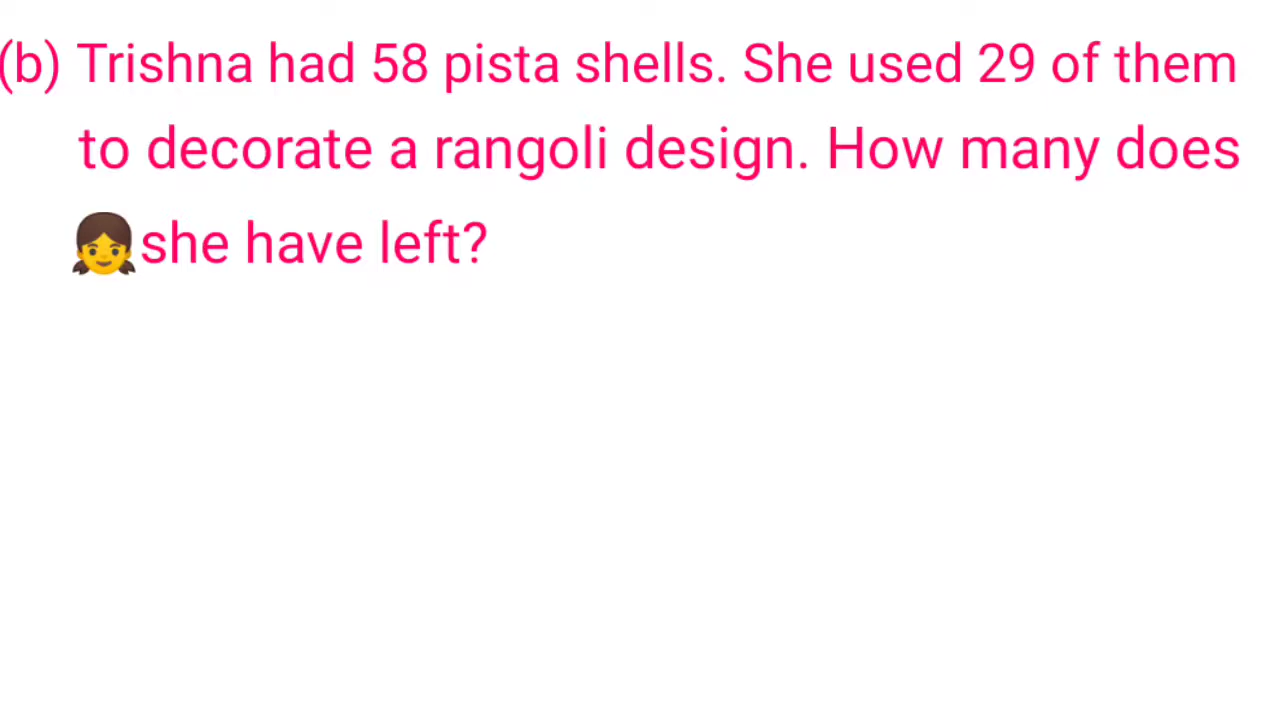 (b) Trishna had 58 pista shells. She used 29 of them
to decorate a rangoli design. How many does
👧she have left?